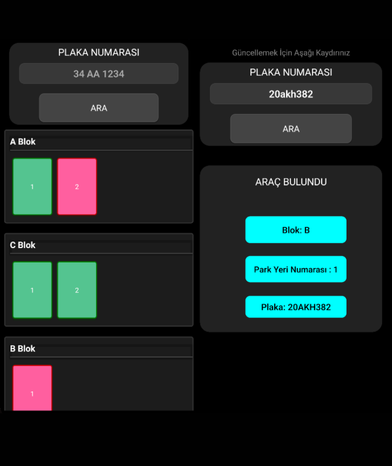 PLAKA NUMARASI
34 AA 1234
ARA
A Blok
1
2
C Blok
1
2
B Blok
1
Güncellemek İçin Aşağı Kaydırınız
PLAKA NUMARASI
20akh382
ARA
ARAÇ BULUNDU
Blok: B
Park Yeri Numarası : 1
Plaka: 20AKH382